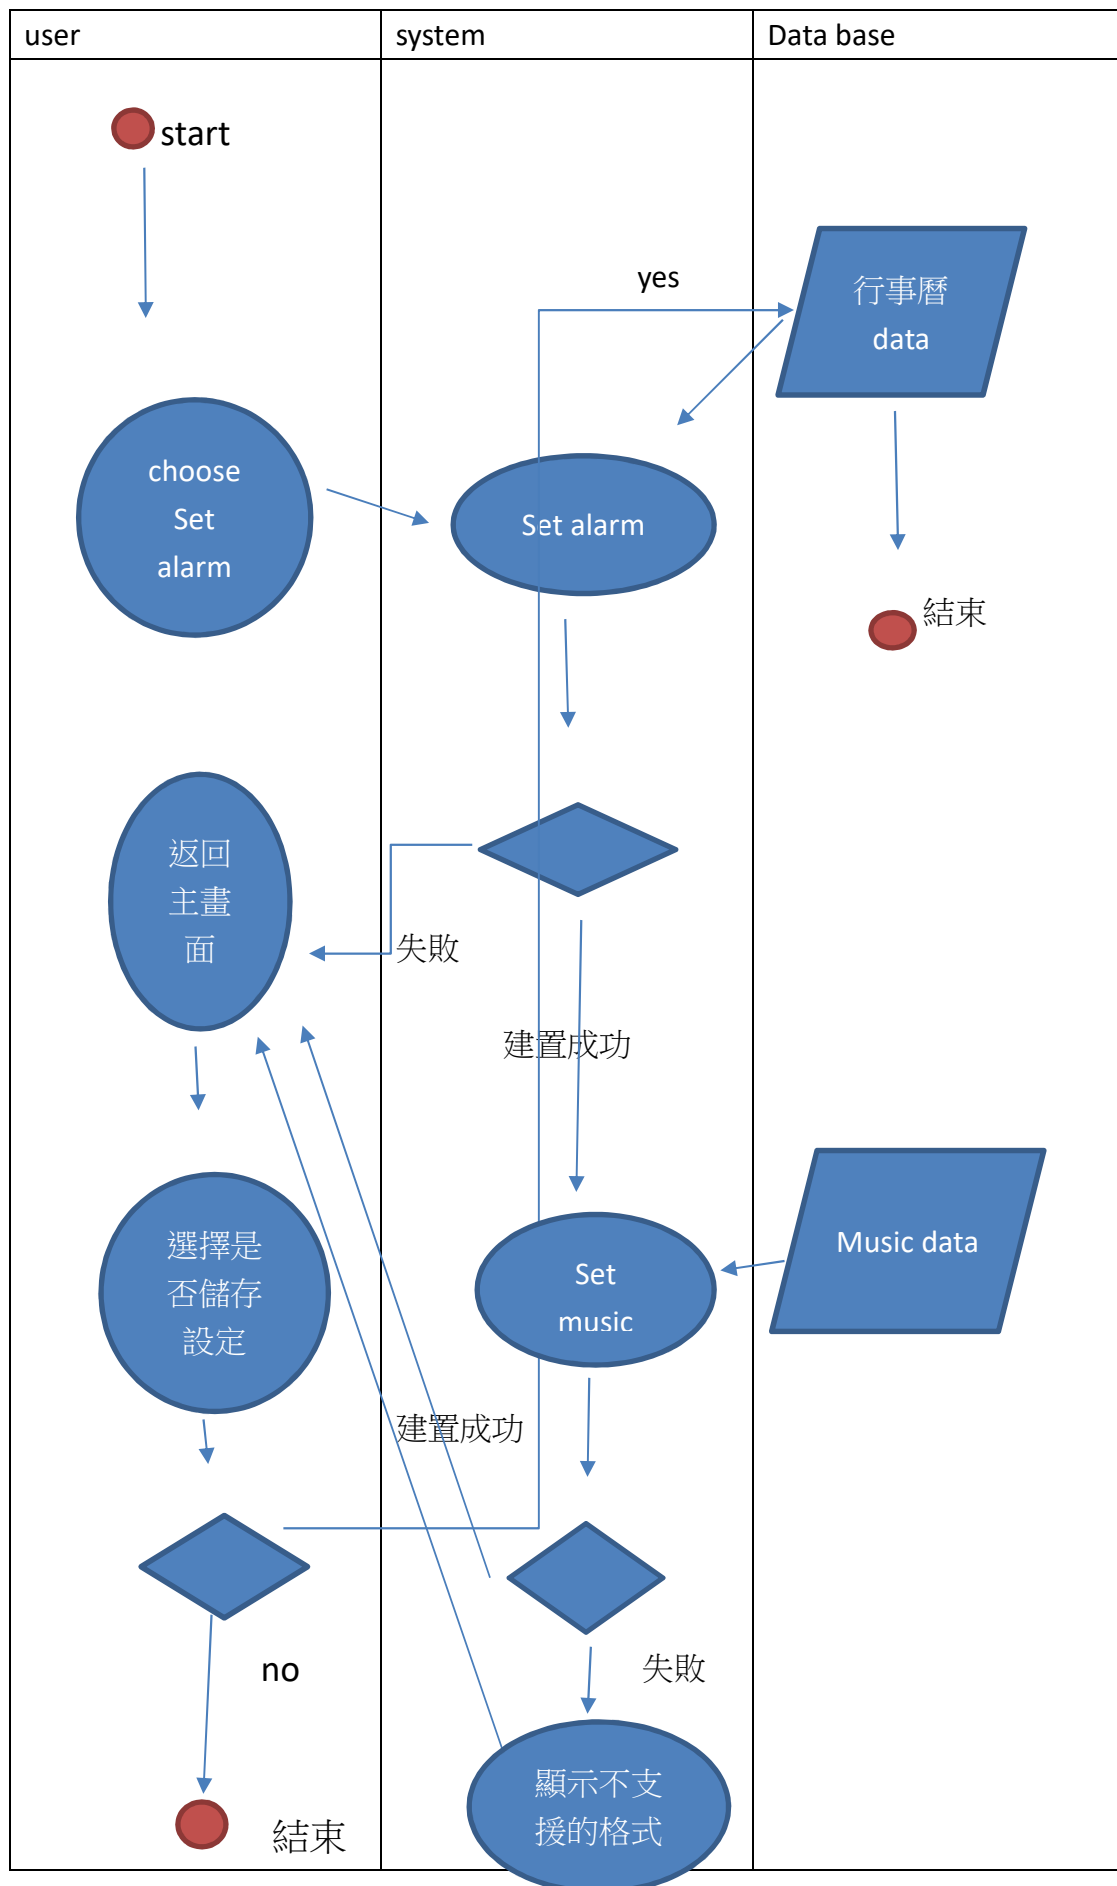 user
system
Data base
start
yes
行事曆
data
choose
Set
alarm
Set alarm
結束
返回
主畫
面
失敗
建置成功
選擇是
否儲存
設定
Set
music
Music data
建置成功
no
失敗
結束
顯示不支
援的格式